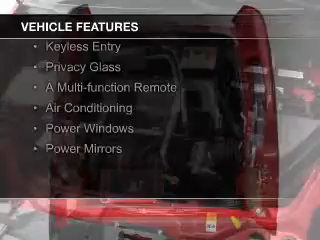 VEHICLE FEATURES
• Keyless Entry
• Privacy Glass
• A Multi-function Remote
• Air Conditioning
• Power Windows
• Power Mirrors